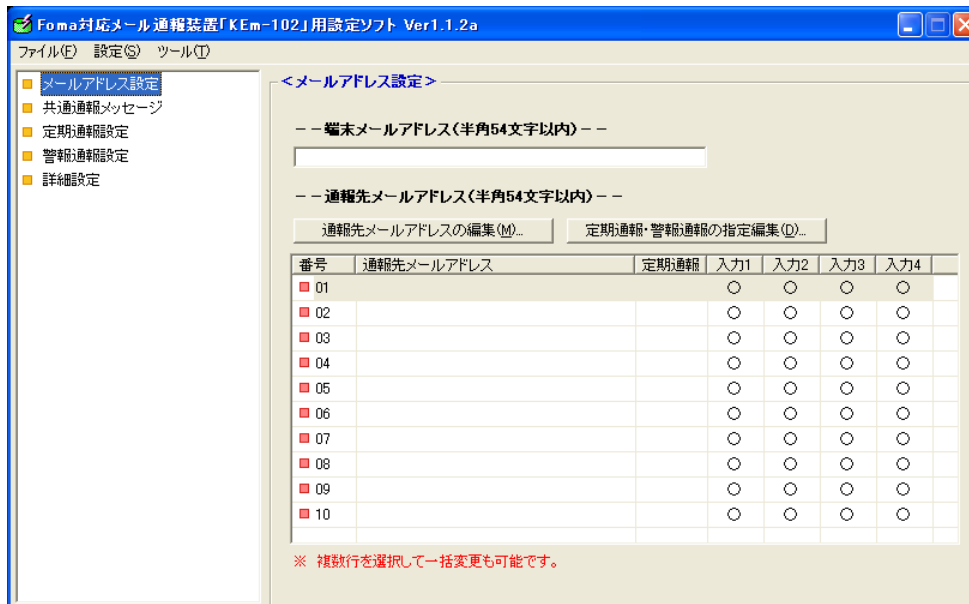 Foma対応メール通報装置｢KEm-102｣用設定ソフト Ver1.1.2a
ファイル(F) 設定(S) ツール(T)
メールアドレス設定
共通通報メッセージ
定期通報設定
警報通報設定
詳細設定
＜メールアドレス設定＞
－－端末メールアドレス(半角54文字以内)－－
－－通報先メールアドレス(半角54文字以内)－－
通報先メールアドレスの編集(M)... 定期通報・警報通報の指定編集(D)...
番号 通報先メールアドレス 定期通報 入力1 入力2 入力3 入力4
01 ○ ○ ○ ○
02 ○ ○ ○ ○
03 ○ ○ ○ ○
04 ○ ○ ○ ○
05 ○ ○ ○ ○
06 ○ ○ ○ ○
07 ○ ○ ○ ○
08 ○ ○ ○ ○
09 ○ ○ ○ ○
10 ○ ○ ○ ○
※ 複数行を選択して一括変更も可能です。